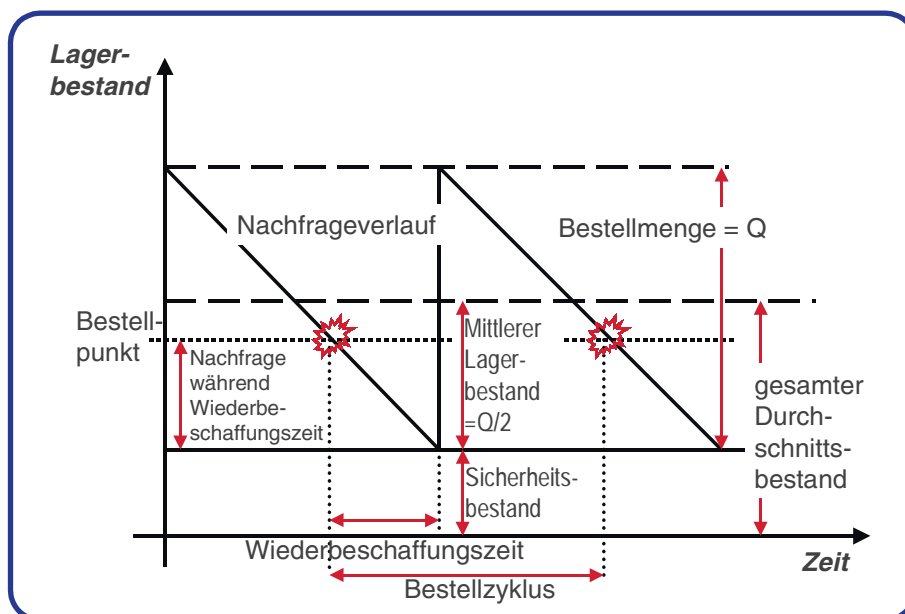 Lager-
bestand
Nachfrageverlauf
Bestellmenge = Q
Bestell-
punkt
Nachfrage
während
Wiederbe-
schaffungszeit
Mittlerer
Lager-
bestand
=Q/2
gesamter
Durch-
schnitts-
bestand
Sicherheits-
bestand
Wiederbeschaffungszeit
Zeit
Bestellzyklus